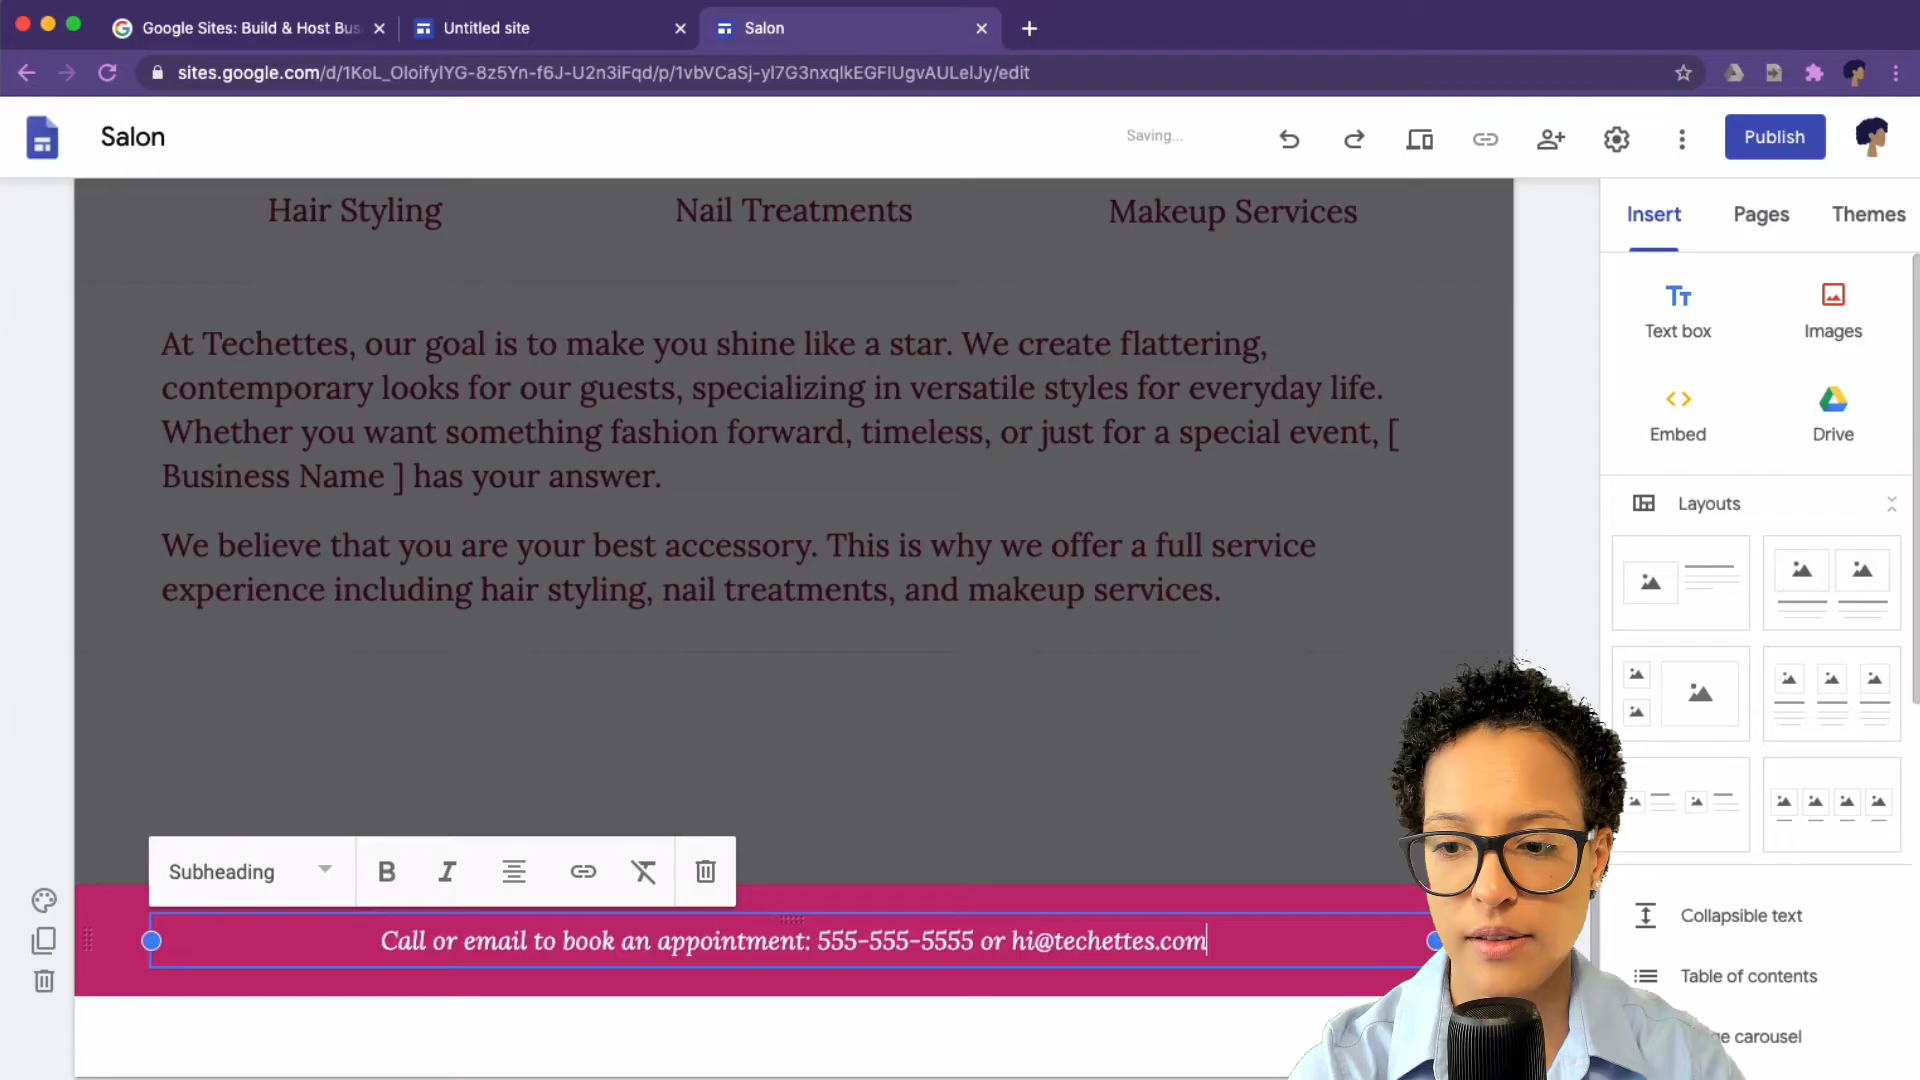 Google Sites: Build & Host Bus
Untitled site
Salon
sites.google.com/d/1KoL_OloifylYG-8z5Yn-f6J-U2n3iFqd/p/1vbVCaSj-yl7G3nxqlkEGFlUgvAULelJy/edit
Salon
Saving...
Publish
Hair Styling
Nail Treatments
Makeup Services
Insert
Pages
Themes
Text box
Images
Embed
Drive
Layouts
At Techettes, our goal is to make you shine like a star. We create flattering,
contemporary looks for our guests, specializing in versatile styles for everyday life.
Whether you want something fashion forward, timeless, or just for a special event, [
Business Name ] has your answer.
We believe that you are your best accessory. This is why we offer a full service
experience including hair styling, nail treatments, and makeup services.
Subheading
B
I
Call or email to book an appointment: 555-555-5555 or hi@techettes.com
Collapsible text
Table of contents
ge carousel